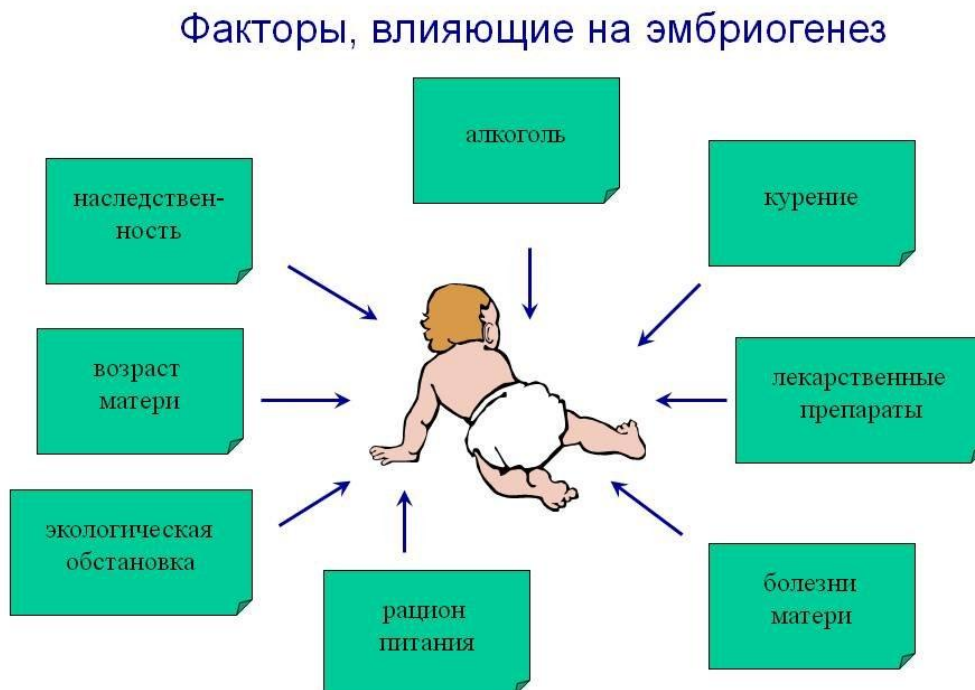 Факторы, влияющие на эмбриогенез
алкоголь
наследствен-
ность
курение
возраст
матери
лекарственные
препараты
экологическая
обстановка
рацион
питания
болезни
матери